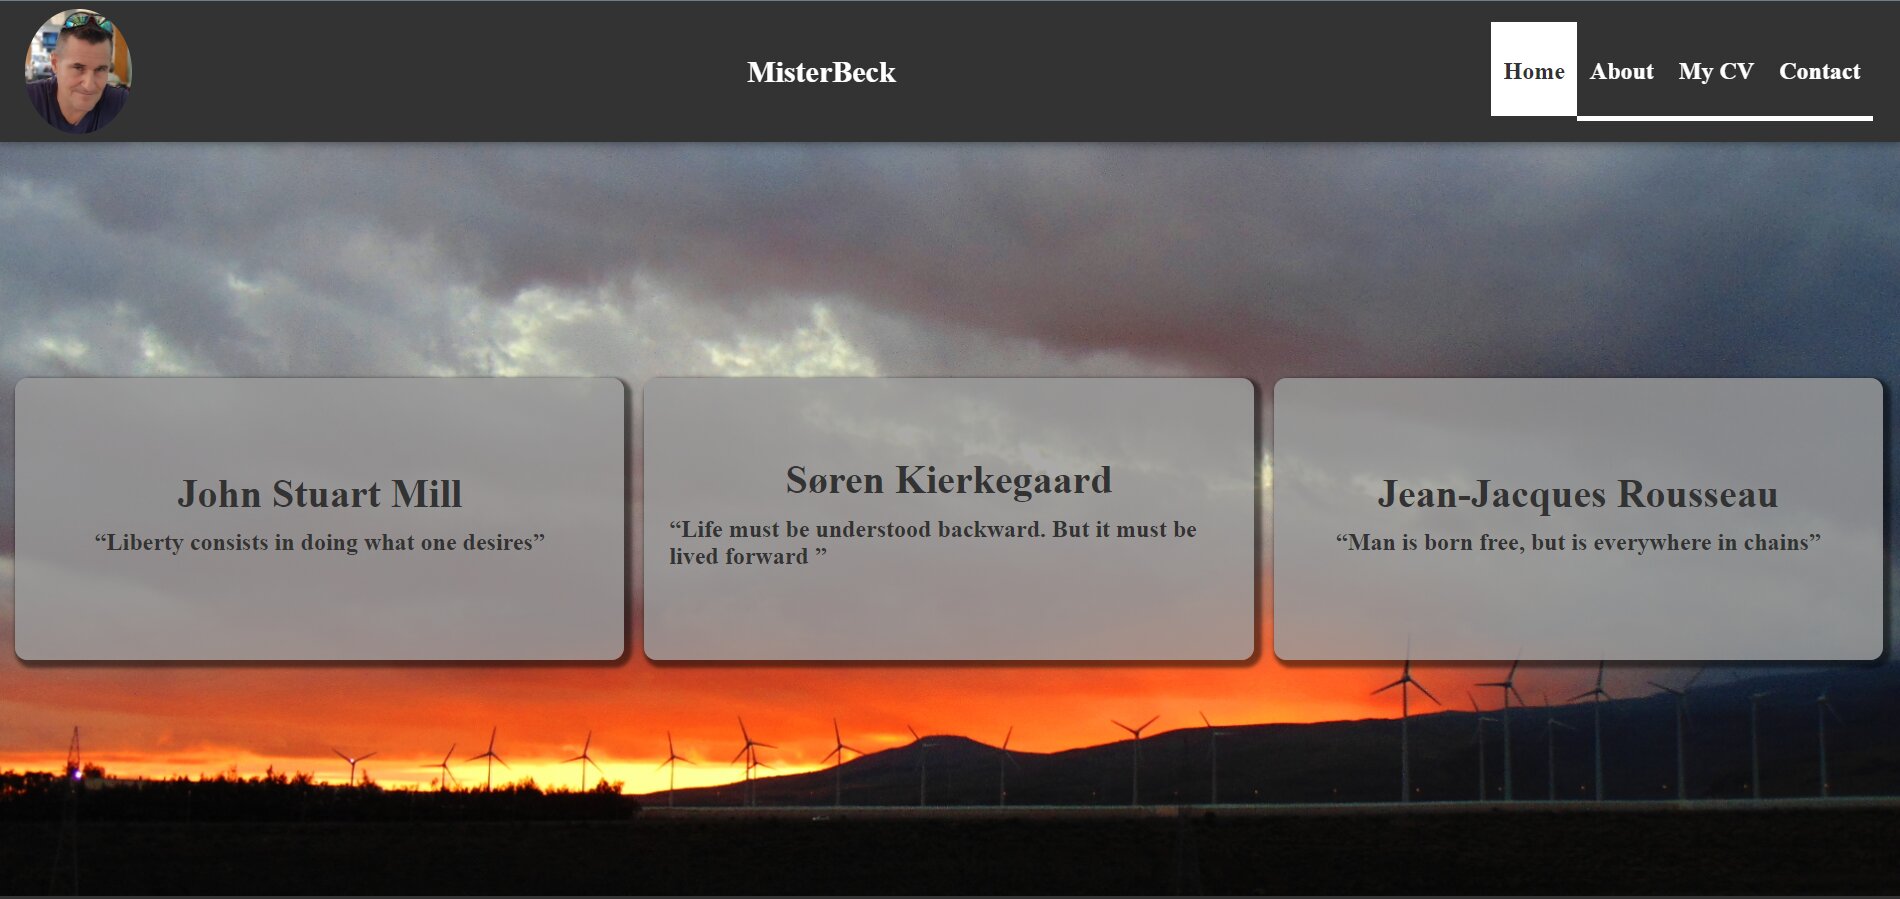 MisterBeck
Home About My CV Contact
John Stuart Mill
“Liberty consists in doing what one desires”
Søren Kierkegaard
“Life must be understood backward. But it must be
lived forward ”
Jean-Jacques Rousseau
“Man is born free, but is everywhere in chains”